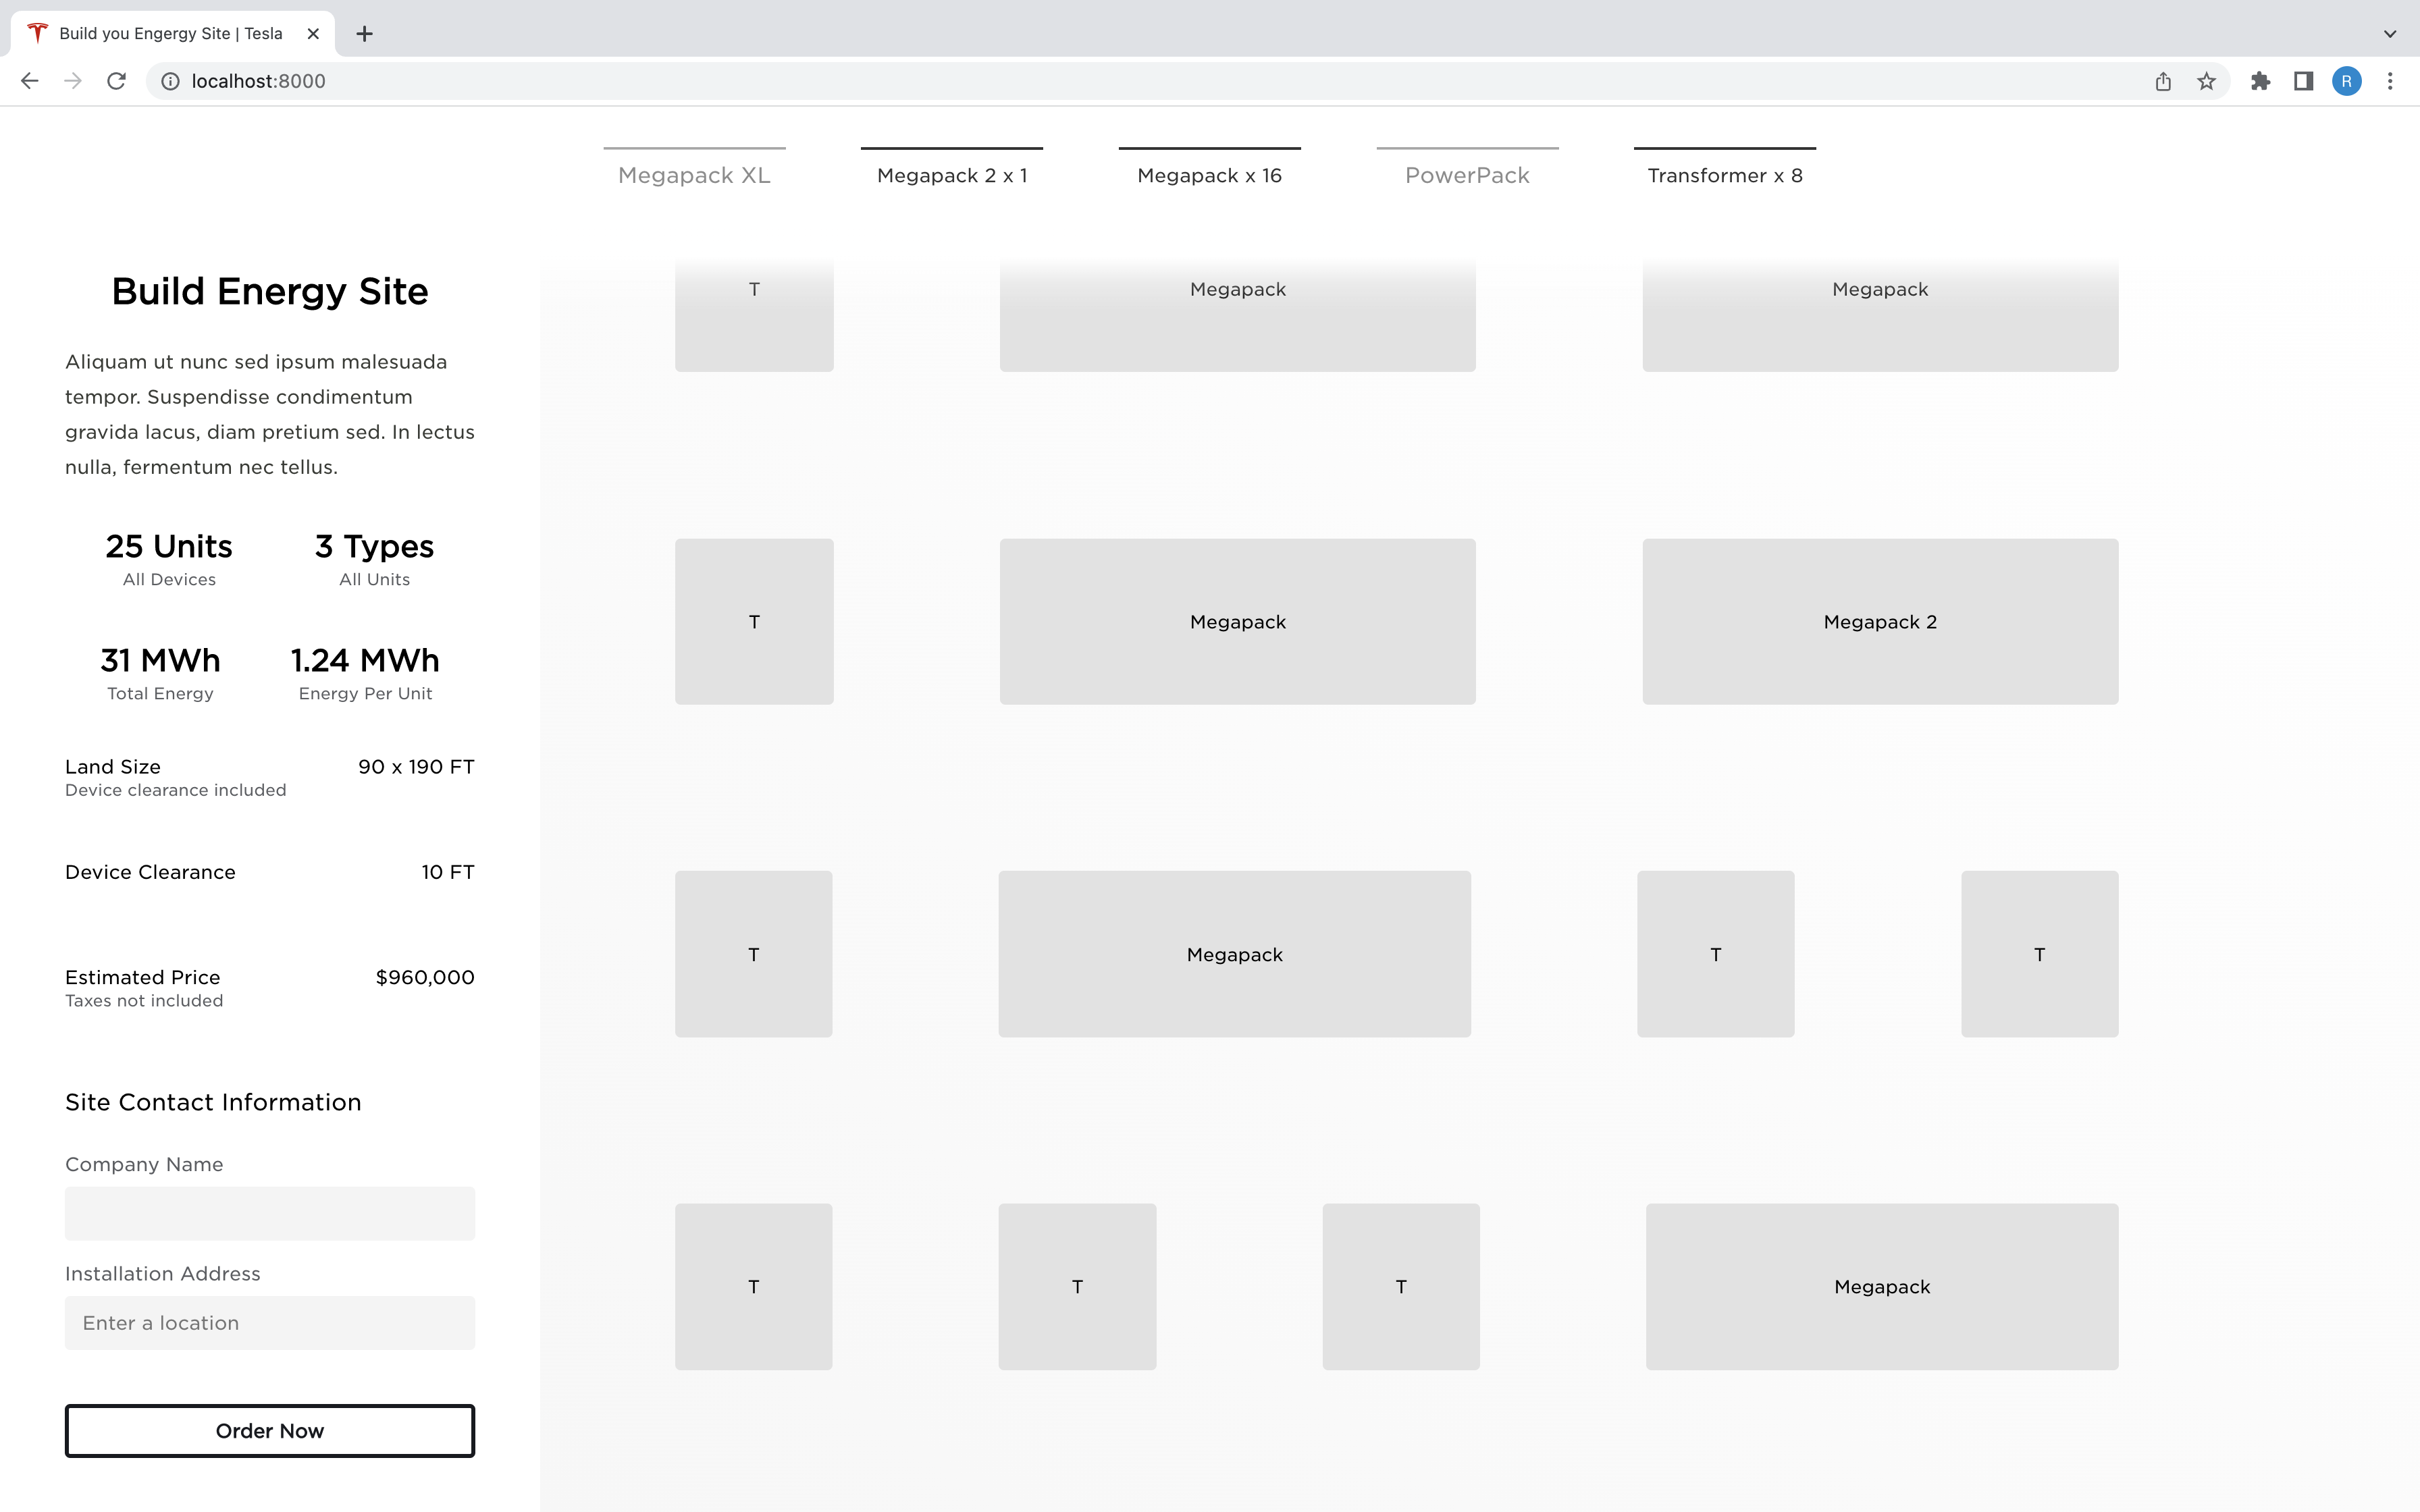 Build you Engergy Site | Tesla
localhost:8000
R
Megapack XL
Megapack 2 x 1
Megapack x 16
PowerPack
Transformer x 8
Build Energy Site
Aliquam ut nunc sed ipsum malesuada
tempor. Suspendisse condimentum
gravida lacus, diam pretium sed. In lectus
nulla, fermentum nec tellus.
25 Units
All Devices
3 Types
All Units
31 MWh
Total Energy
1.24 MWh
Energy Per Unit
Land Size
90 x 190 FT
Device clearance included
Device Clearance
10 FT
Estimated Price
$960,000
Taxes not included
Site Contact Information
Company Name
Installation Address
Enter a location
Order Now
T
Megapack
Megapack
T
Megapack
Megapack 2
T
Megapack
T
T
T
T
T
Megapack